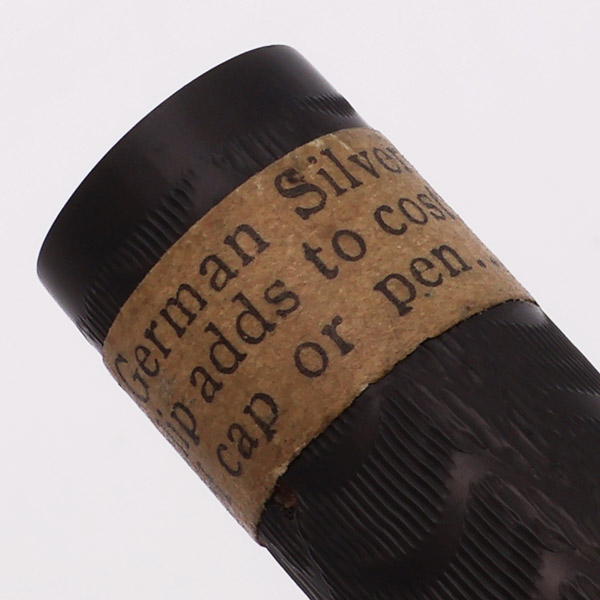 German Silver
adds to cost
cap or pen..